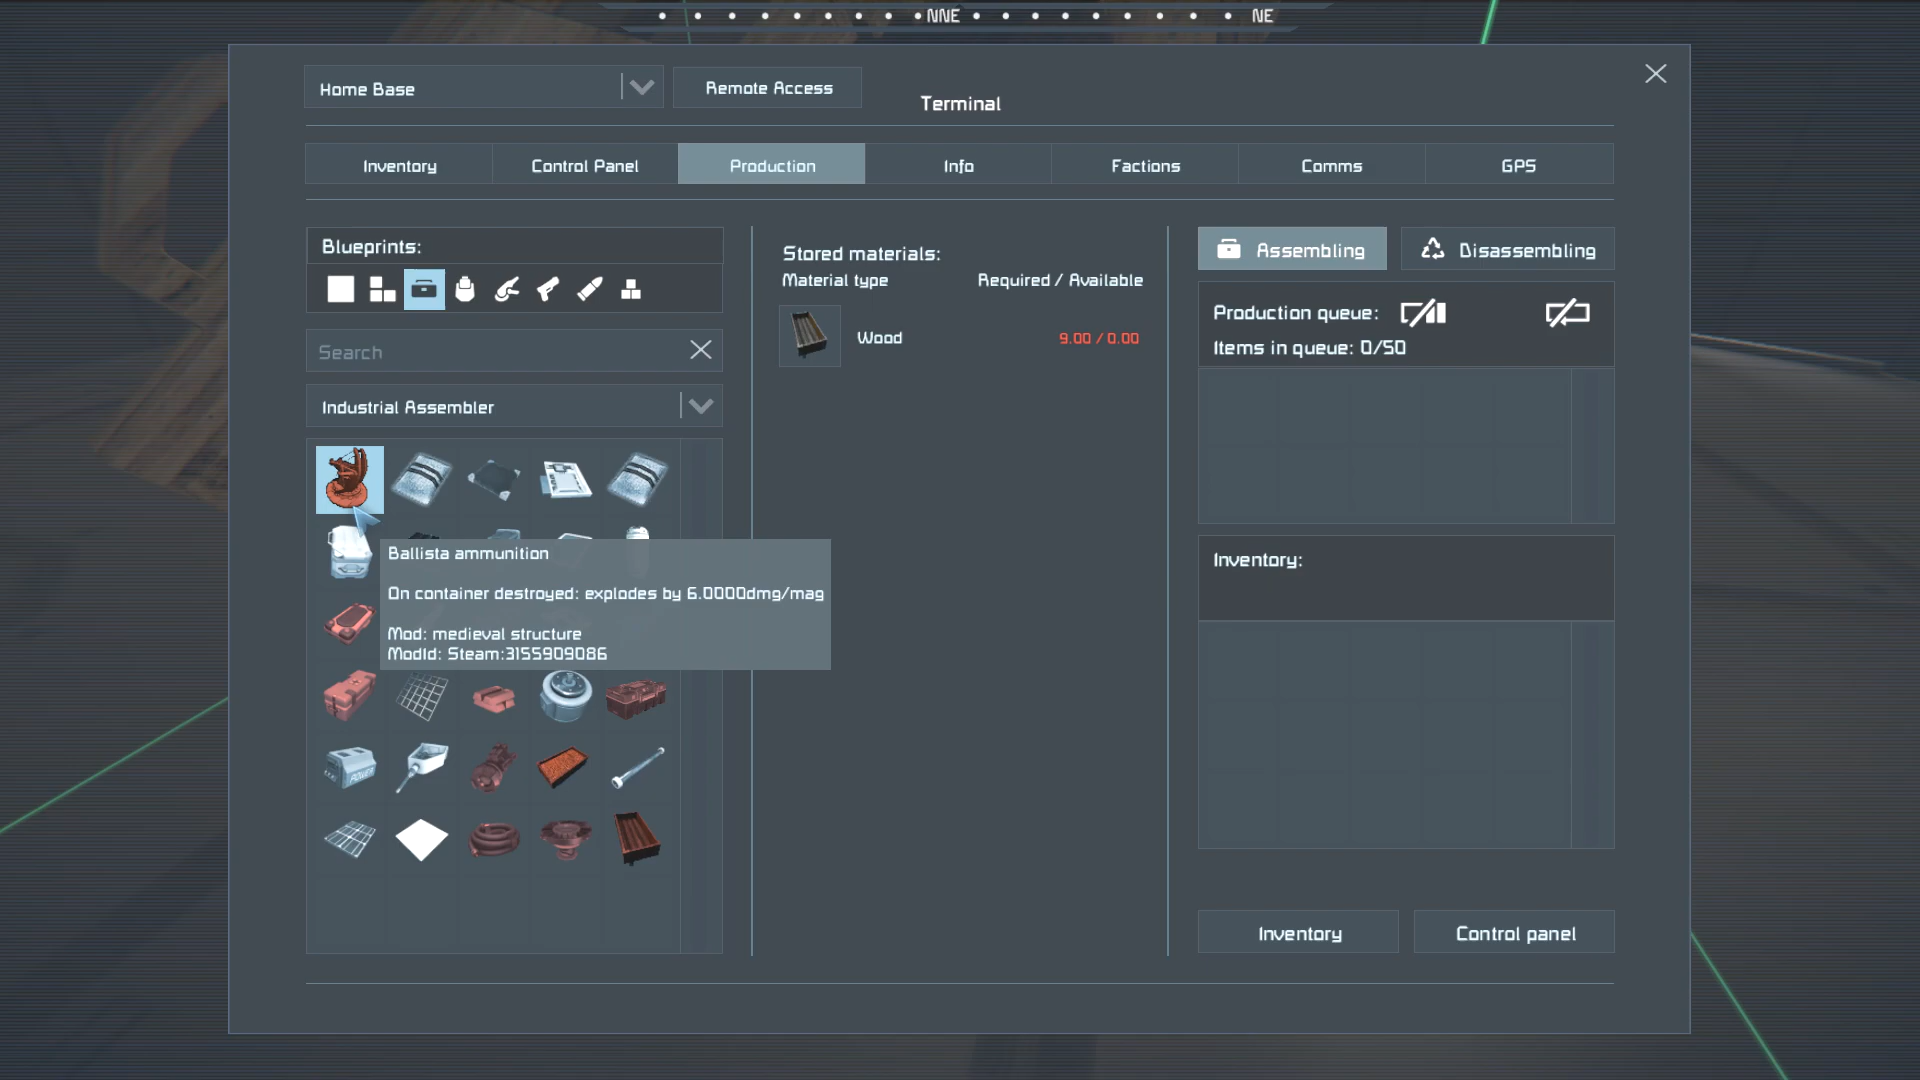 NNE
NE
Home Base
Remote Access
Terminal
Inventory
Control Panel
Production
Info
Factions
Comms
GPS
Blueprints:
Search
Industrial Assembler
Ballista ammunition
On container destroyed: explodes by 6.0000dmg/mag
Mod: medieval structure
ModId: Steam:3155909086
POWER
Stored materials:
Material type
Required / Available
Wood
9.00 / 0.00
Assembling
Disassembling
Production queue:
Items in queue: 0/50
Inventory:
Inventory
Control panel